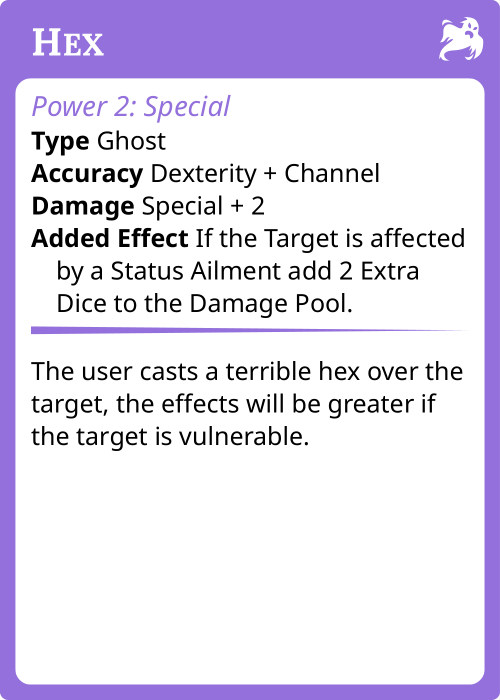 Hex
Power 2: Special
Type Ghost
Accuracy Dexterity + Channel
Damage Special + 2
Added Effect If the Target is affected
by a Status Ailment add 2 Extra
Dice to the Damage Pool.
The user casts a terrible hex over the
target, the effects will be greater if
the target is vulnerable.